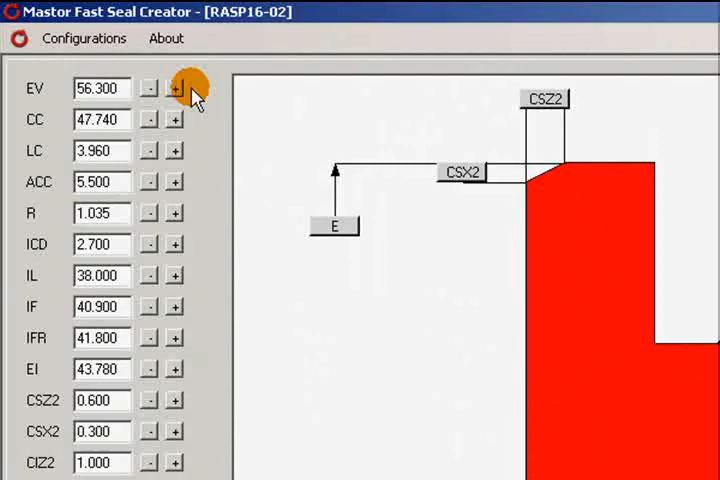 Mastor Fast Seal Creator - [RASP16-02]
Configurations About
EV 56.300 - +
CC 47.740 - +
LC 3.960 - +
ACC 5.500 - +
R 1.035 - +
ICD 2.700 - +
IL 38.000 - +
IF 40.900 - +
IFR 41.800 - +
EI 43.780 - +
CSZ2 0.600 - +
CSX2 0.300 - +
CIZ2 1.000 - +
CSZ2
CSX2
E